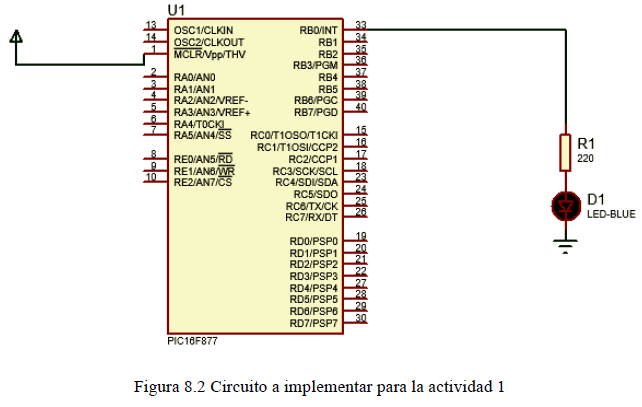 U1
13 OSC1/CLKIN RB0/INT 33
14 OSC2/CLKOUT RB1 34
1 MCLR/Vpp/THV RB2 35
RB3/PGM 36
2 RA0/AN0 RB4 37
3 RA1/AN1 RB5 38
4 RA2/AN2/VREF- RB6/PGC 39
5 RA3/AN3/VREF+ RB7/PGD 40
6 RA4/T0CKI
7 RA5/AN4/SS RC0/T1OSO/T1CKI 15
RC1/T1OSI/CCP2 16
8 RE0/AN5/RD RC2/CCP1 17
9 RE1/AN6/WR RC3/SCK/SCL 18
10 RE2/AN7/CS RC4/SDI/SDA 23
RC5/SDO 24
RC6/TX/CK 25
RC7/RX/DT 26
RD0/PSP0 19
RD1/PSP1 20
RD2/PSP2 21
RD3/PSP3 22
RD4/PSP4 27
RD5/PSP5 28
RD6/PSP6 29
RD7/PSP7 30
PIC16F877
R1
220
D1
LED-BLUE
Figura 8.2 Circuito a implementar para la actividad 1